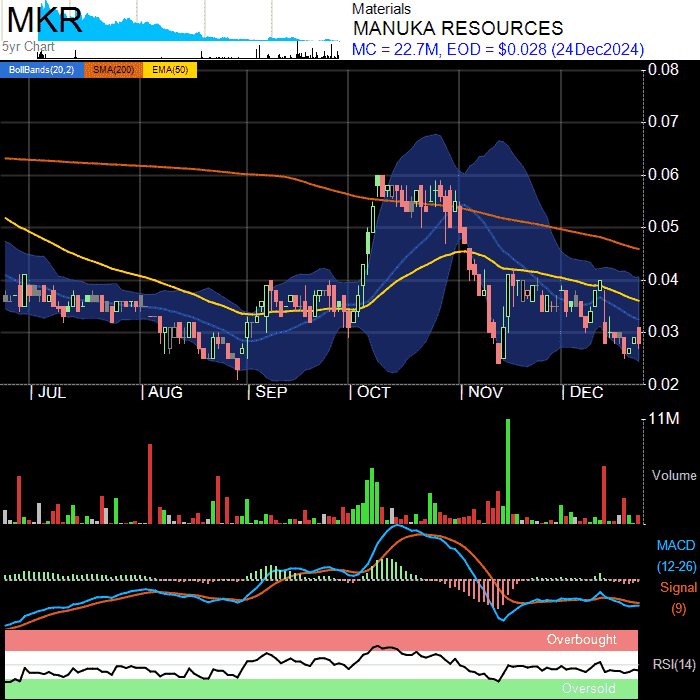 MKR
5yr Chart
Materials
MANUKA RESOURCES
MC = 22.7M, EOD = $0.028 (24Dec2024)
BollBands(20,2) SMA(200) EMA(50)
0.08
0.07
0.06
0.05
0.04
0.03
0.02
JUL AUG SEP OCT NOV DEC
11M
Volume
MACD
(12-26)
Signal
(9)
Overbought
RSI(14)
Oversold